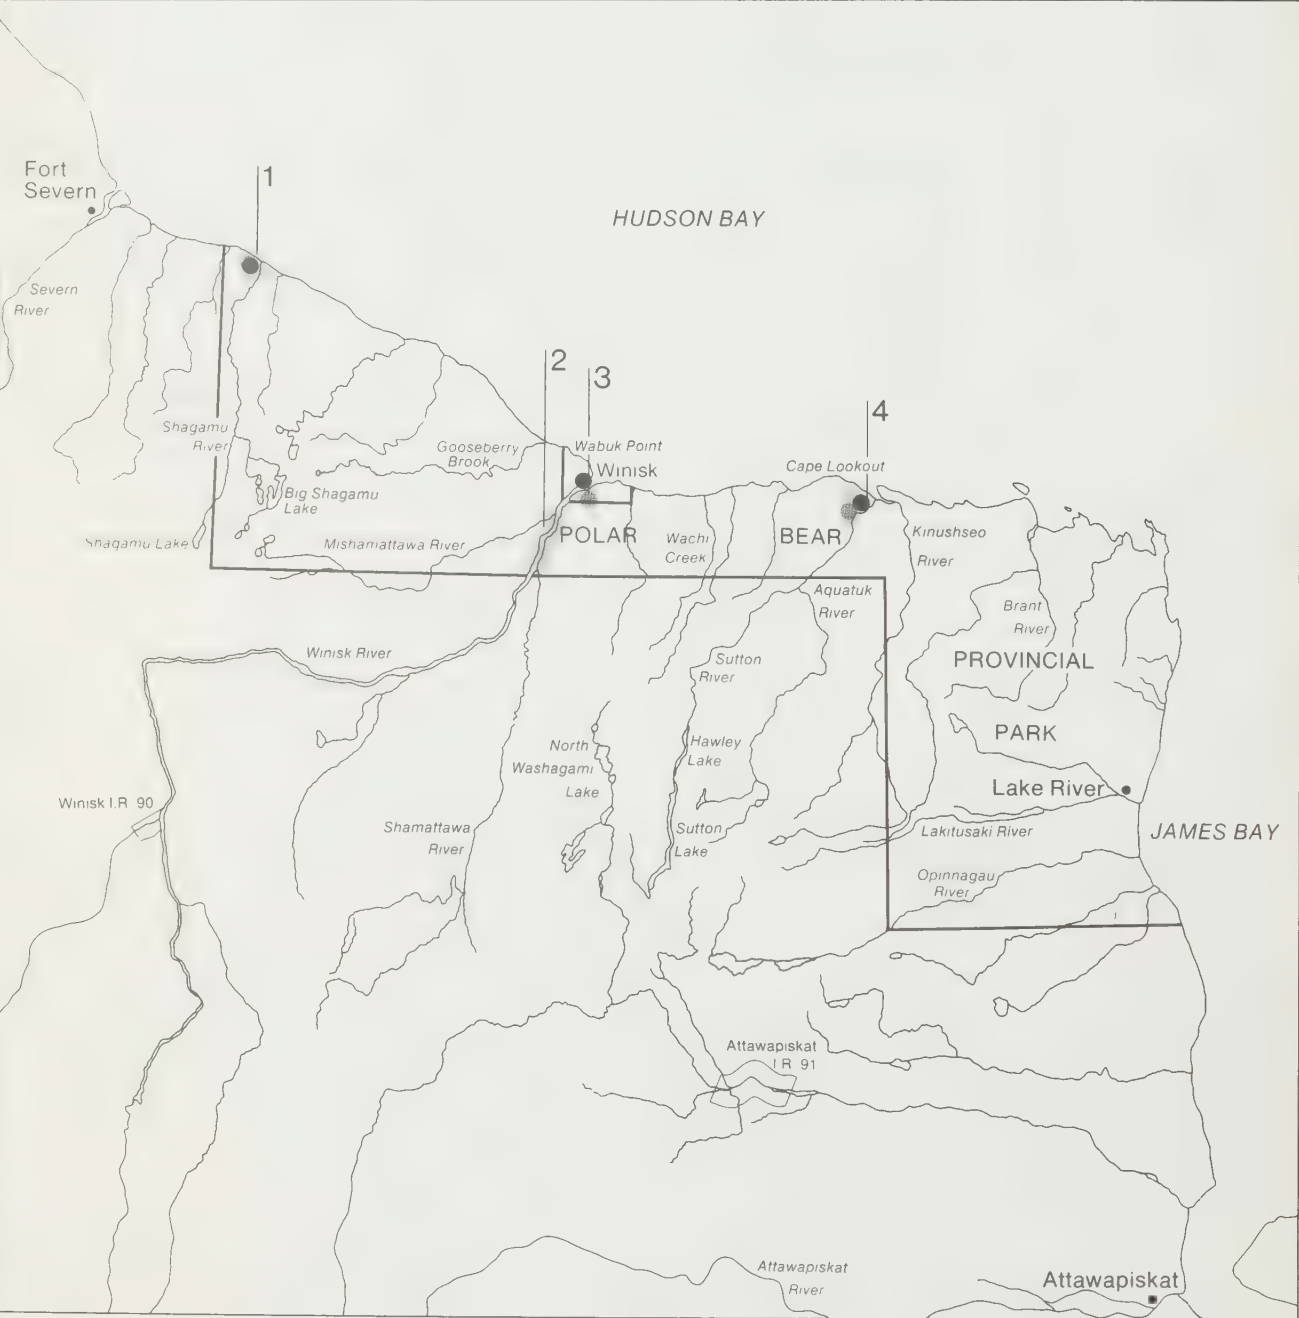 Fort
Severn
1
HUDSON BAY
Severn
River
2
3
4
Shagamu
River
Gooseberry
Brook
Wabuk Point
Winisk
Cape Lookout
Big Shagamu
Lake
Shagamu Lake
Mishamattawa River
POLAR
Wachi
Creek
BEAR
Kinushseo
River
Aquatuk
River
Brant
River
Winisk River
Sutton
River
PROVINCIAL
North
Washagami
Lake
Hawley
Lake
PARK
Lake River
Winisk I.R 90
Shamattawa
River
Sutton
Lake
Lakitusaki River
JAMES BAY
Opinnagau
River
Attawapiskat
I R 91
Attawapiskat
River
Attawapiskat